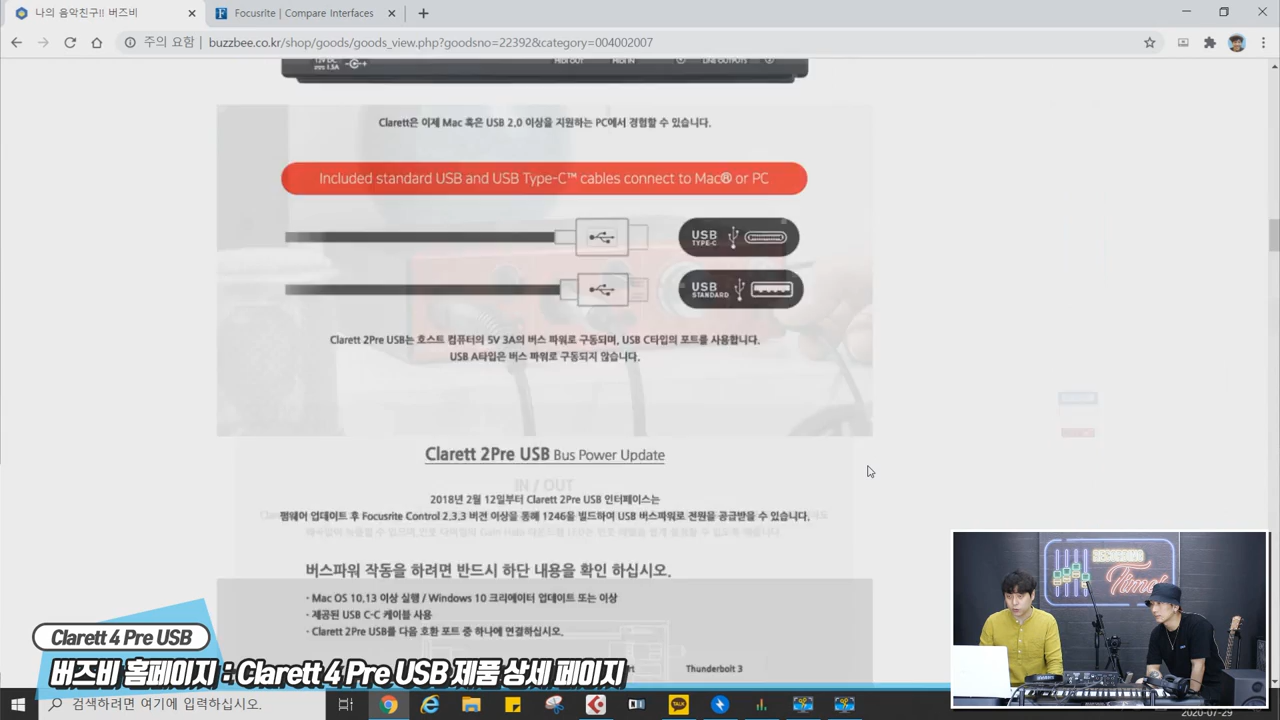 나의 음악친구!! 버즈비
Focusrite | Compare Interfaces
주의 요함
buzzbee.co.kr/shop/goods/goods_view.php?goodsno=22392&category=004002007
12V DC
1.5A
MIDI OUT
MIDI IN
LINE OUTPUTS
Clarett은 이제 Mac 혹은 USB 2.0 이상을 지원하는 PC에서 경험할 수 있습니다.
Included standard USB and USB Type-C™ cables connect to Mac® or PC
USB
TYPE-C
USB
STANDARD
Clarett 2Pre USB는 호스트 컴퓨터의 5V 3A의 버스 파워로 구동되며, USB C타입의 포트를 사용합니다.
USB A타입은 버스 파워로 구동되지 않습니다.
Clarett 2Pre USB Bus Power Update
IN / OUT
2018년 2월 12일부터 Clarett 2Pre USB 인터페이스는
펌웨어 업데이트 후 Focusrite Control 2.3.3 버전 이상을 통해 1246을 빌드하여 USB 버스파워로 전원을 공급받을 수 있습니다.
버스파워 작동을 하려면 반드시 하단 내용을 확인 하십시오.
· Mac OS 10.13 이상 실행 / Windows 10 크리에이터 업데이트 또는 이상
· 제공된 USB C-C 케이블 사용
· Clarett 2Pre USB를 다음 호환 포트 중 하나에 연결하십시오.
Thunderbolt 3
Clarett 4 Pre USB
버즈비 홈페이지 : Clarett 4 Pre USB 제품 상세 페이지
RECORDING
Time
검색하려면 여기에 입력하십시오.
TALK
2020-07-29